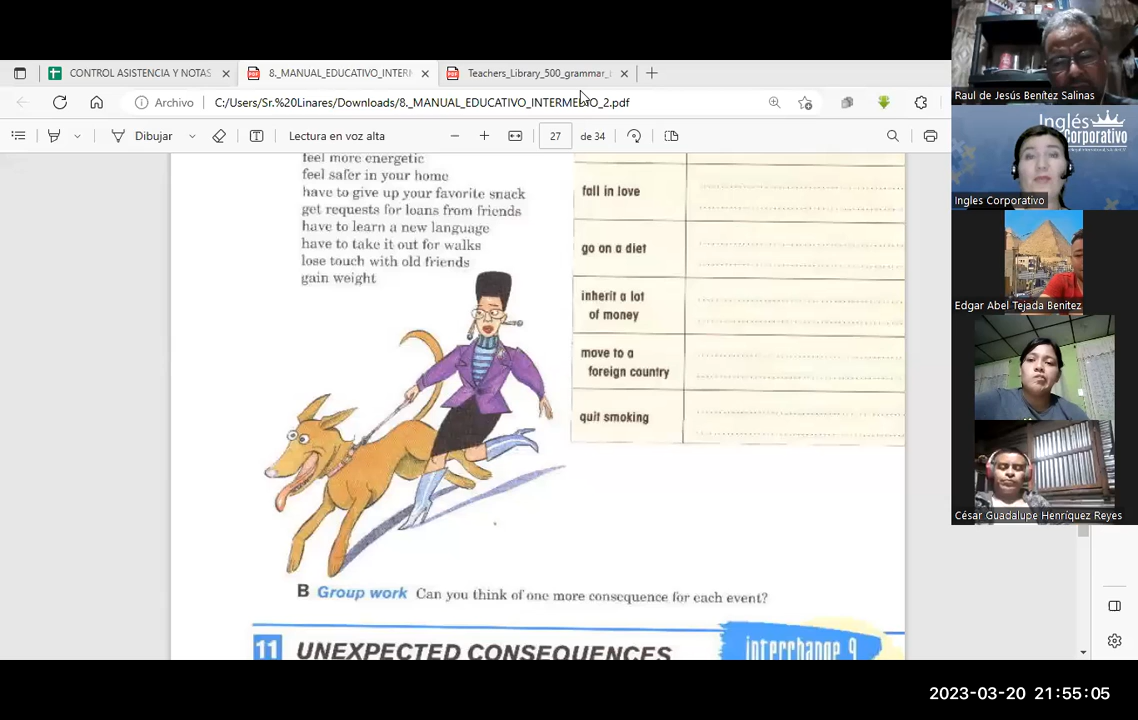 CONTROL ASISTENCIA Y NOTAS
8._MANUAL_EDUCATIVO_INTERM
Teachers_Library_500_grammar_
Archivo
C:/Users/Sr.%20Linares/Downloads/8._MANUAL_EDUCATIVO_INTERMEDIO_2.pdf
Dibujar
Lectura en voz alta
27
de 34
feel more energetic
feel safer in your home
have to give up your favorite snack
get requests for loans from friends
have to learn a new language
have to take it out for walks
lose touch with old friends
gain weight
fall in love
go on a diet
inherit a lot
of money
move to a
foreign country
quit smoking
B Group work Can you think of one more consequence for each event?
11 UNEXPECTED CONSEQUENCES
interchange 9
Raul de Jesús Benítez Salinas
Inglés
Corporativo
Ingles Corporativo
Edgar Abel Tejada Benítez
César Guadalupe Henríquez Reyes
2023-03-20 21:55:05